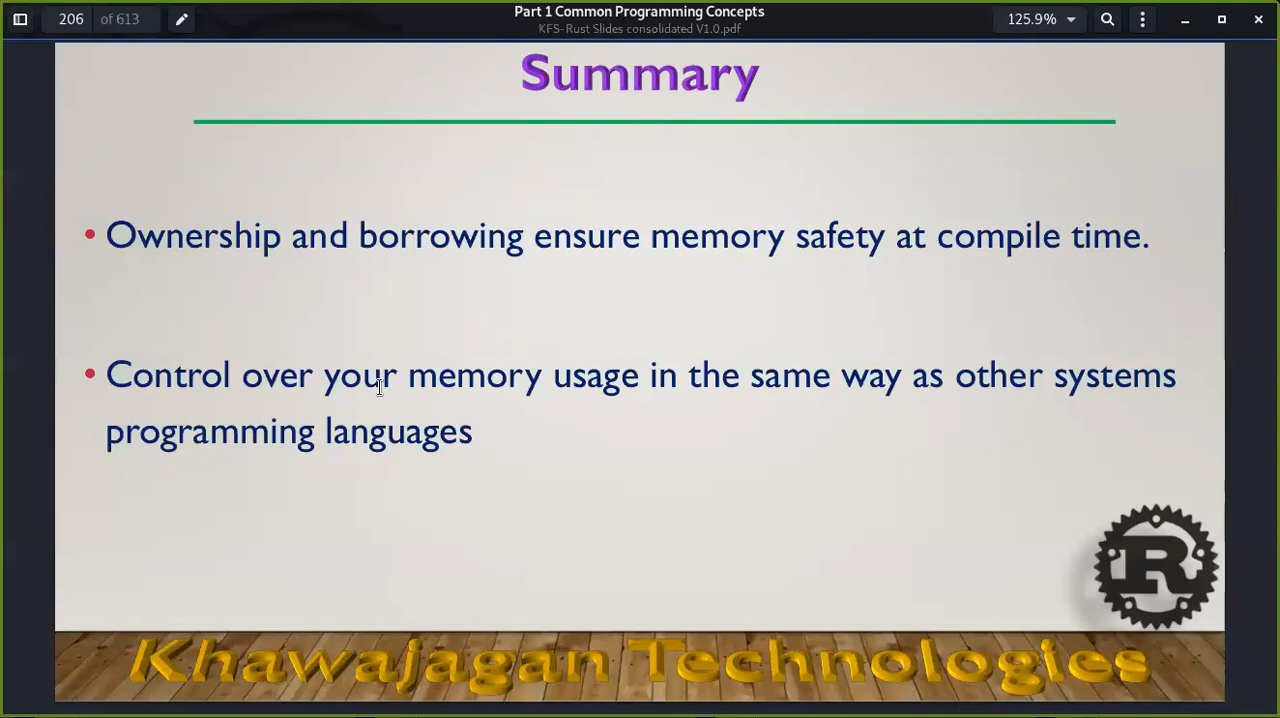 206 of 613
Part 1 Common Programming Concepts
KFS-Rust Slides consolidated V1.0.pdf
125.9%
Summary
• Ownership and borrowing ensure memory safety at compile time.
• Control over your memory usage in the same way as other systems
programming languages
R
Khawajagan Technologies